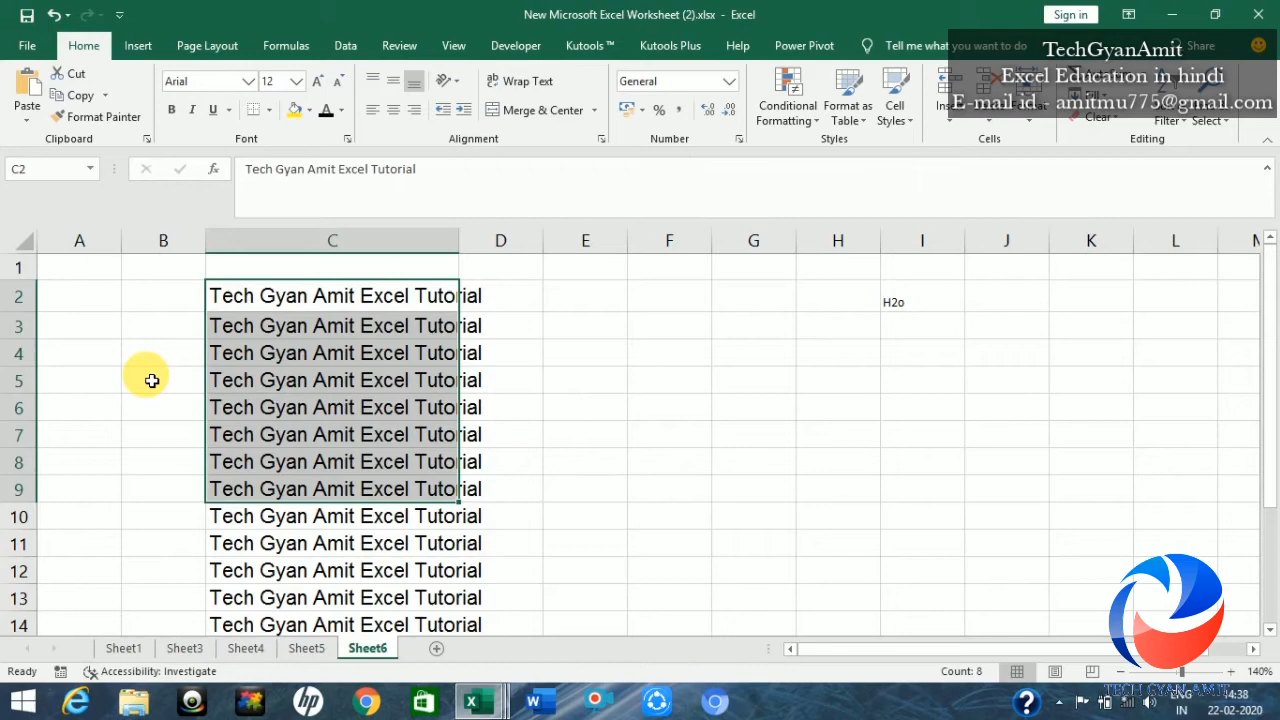 New Microsoft Excel Worksheet (2).xlsx - Excel
Sign in
File Home Insert Page Layout Formulas Data Review View Developer Kutools™ Kutools Plus Help Power Pivot Tell me what you want to do Share
TechGyanAmit
Excel Education in hindi
E-mail id - amitmu775@gmail.com
Cut
Copy
Format Painter
Paste
Clipboard
Arial 12
B I U
Font
Wrap Text
Merge & Center
Alignment
General
Number
Conditional Formatting
Format as Table
Cell Styles
Styles
Cells
Fill
Clear
Filter Select
Editing
C2
fx
Tech Gyan Amit Excel Tutorial
A B C D E F G H I J K L M
1
2 Tech Gyan Amit Excel Tutorial H2o
3 Tech Gyan Amit Excel Tutorial
4 Tech Gyan Amit Excel Tutorial
5 Tech Gyan Amit Excel Tutorial
6 Tech Gyan Amit Excel Tutorial
7 Tech Gyan Amit Excel Tutorial
8 Tech Gyan Amit Excel Tutorial
9 Tech Gyan Amit Excel Tutorial
10 Tech Gyan Amit Excel Tutorial
11 Tech Gyan Amit Excel Tutorial
12 Tech Gyan Amit Excel Tutorial
13 Tech Gyan Amit Excel Tutorial
14 Tech Gyan Amit Excel Tutorial
Sheet1 Sheet3 Sheet4 Sheet5 Sheet6
Ready Accessibility: Investigate Count: 8 140%
TECH GYAN AMIT
ENG 14:38
IN 22-02-2020